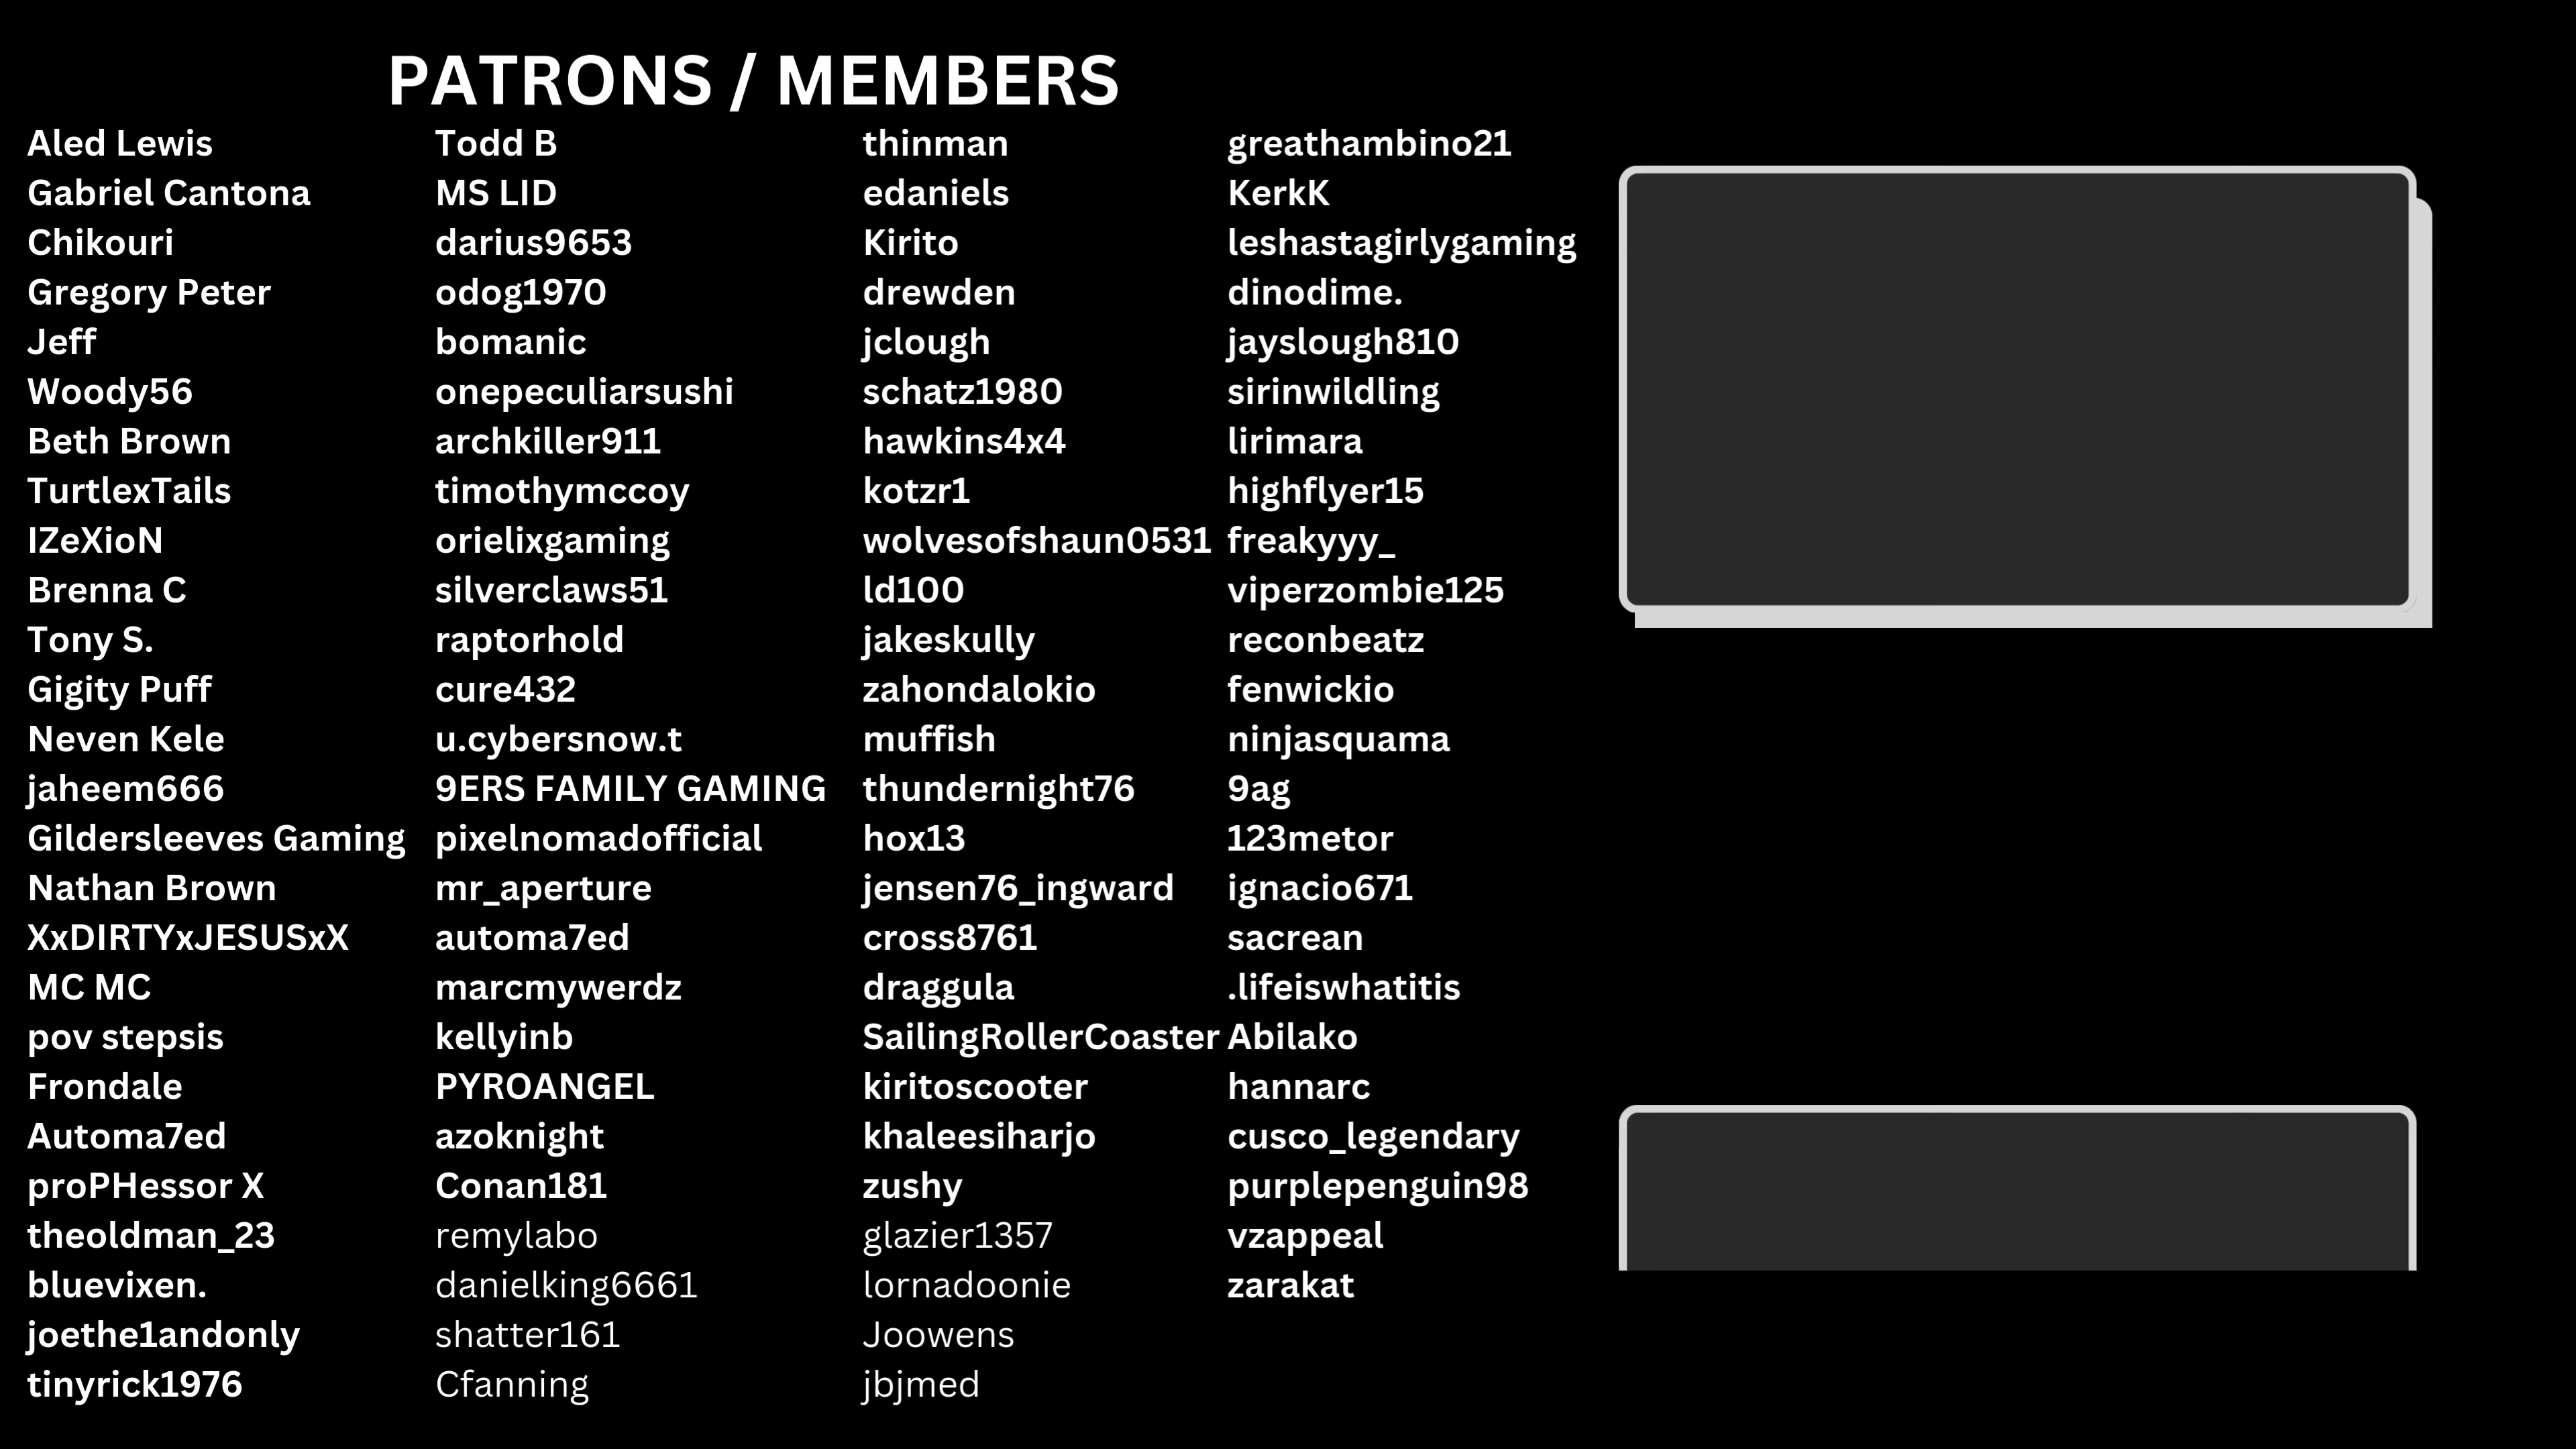 PATRONS / MEMBERS
Aled Lewis
Gabriel Cantona
Chikouri
Gregory Peter
Jeff
Woody56
Beth Brown
TurtlexTails
IZeXioN
Brenna C
Tony S.
Gigity Puff
Neven Kele
jaheem666
Gildersleeves Gaming
Nathan Brown
XxDIRTYxJESUSxX
MC MC
pov stepsis
Frondale
Automa7ed
proPHessor X
theoldman_23
bluevixen.
joethe1andonly
tinyrick1976
Todd B
MS LID
darius9653
odog1970
bomanic
onepeculiarsushi
archkiller911
timothymccoy
orielixgaming
silverclaws51
raptorhold
cure432
u.cybersnow.t
9ERS FAMILY GAMING
pixelnomadofficial
mr_aperture
automa7ed
marcmywerdz
kellyinb
PYROANGEL
azoknight
Conan181
remylabo
danielking6661
shatter161
Cfanning
thinman
edaniels
Kirito
drewden
jclough
schatz1980
hawkins4x4
kotzr1
wolvesofshaun0531
ld100
jakeskully
zahondalokio
muffish
thundernight76
hox13
jensen76_ingward
cross8761
draggula
SailingRollerCoaster
kiritoscooter
khaleesiharjo
zushy
glazier1357
lornadoonie
Joowens
jbjmed
greathambino21
KerkK
leshastagirlygaming
dinodime.
jayslough810
sirinwildling
lirimara
highflyer15
freakyyy_
viperzombie125
reconbeatz
fenwickio
ninjasquama
9ag
123metor
ignacio671
sacrean
.lifeiswhatitis
Abilako
hannarc
cusco_legendary
purplepenguin98
vzappeal
zarakat